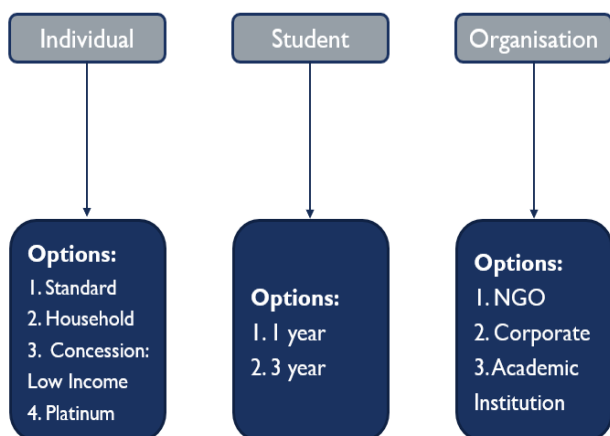 Individual
Student
Organisation
Options:
1. Standard
2. Household
3. Concession:
Low Income
4. Platinum
Options:
1. 1 year
2. 3 year
Options:
1. NGO
2. Corporate
3. Academic
Institution